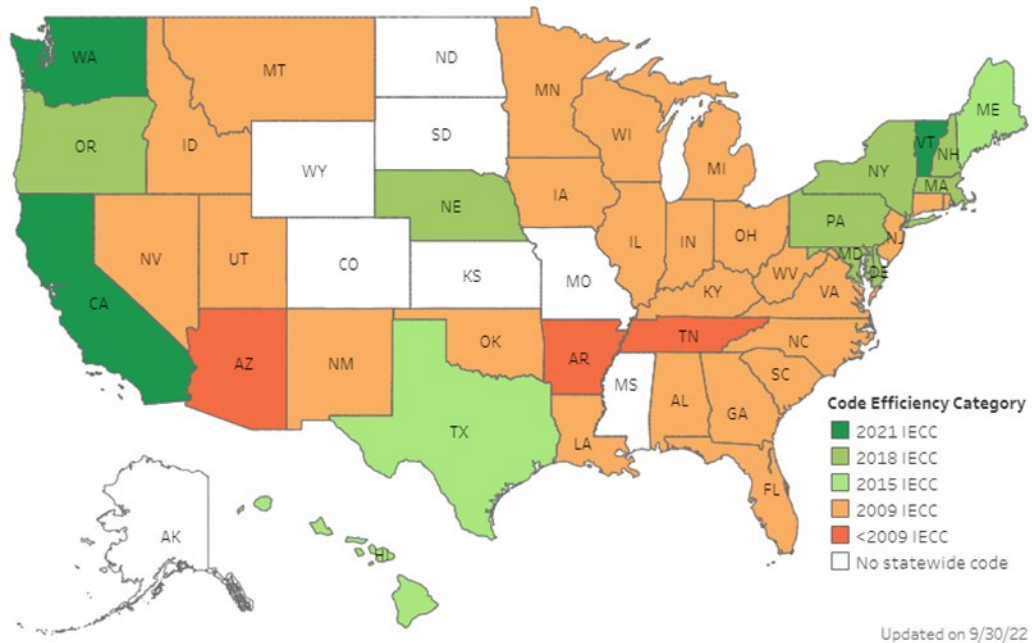 WA
MT
ND
MN
ME
VT
NH
OR
ID
SD
WI
NY
MA
WY
MI
IA
NE
PA
NJ
NV
UT
CO
IL
IN
OH
MD
DE
KS
MO
WV
VA
KY
CA
AZ
NM
OK
AR
TN
NC
SC
MS
AL
GA
TX
LA
FL
AK
H
Code Efficiency Category
2021 IECC
2018 IECC
2015 IECC
2009 IECC
<2009 IECC
No statewide code
Updated on 9/30/22